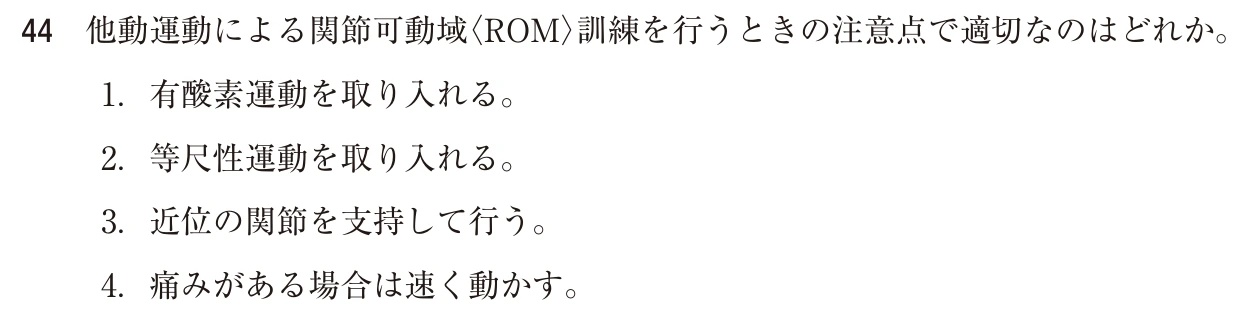 44 他動運動による関節可動域〈ROM〉訓練を行うときの注意点で適切なのはどれか。
1. 有酸素運動を取り入れる。
2. 等尺性運動を取り入れる。
3. 近位の関節を支持して行う。
4. 痛みがある場合は速く動かす。